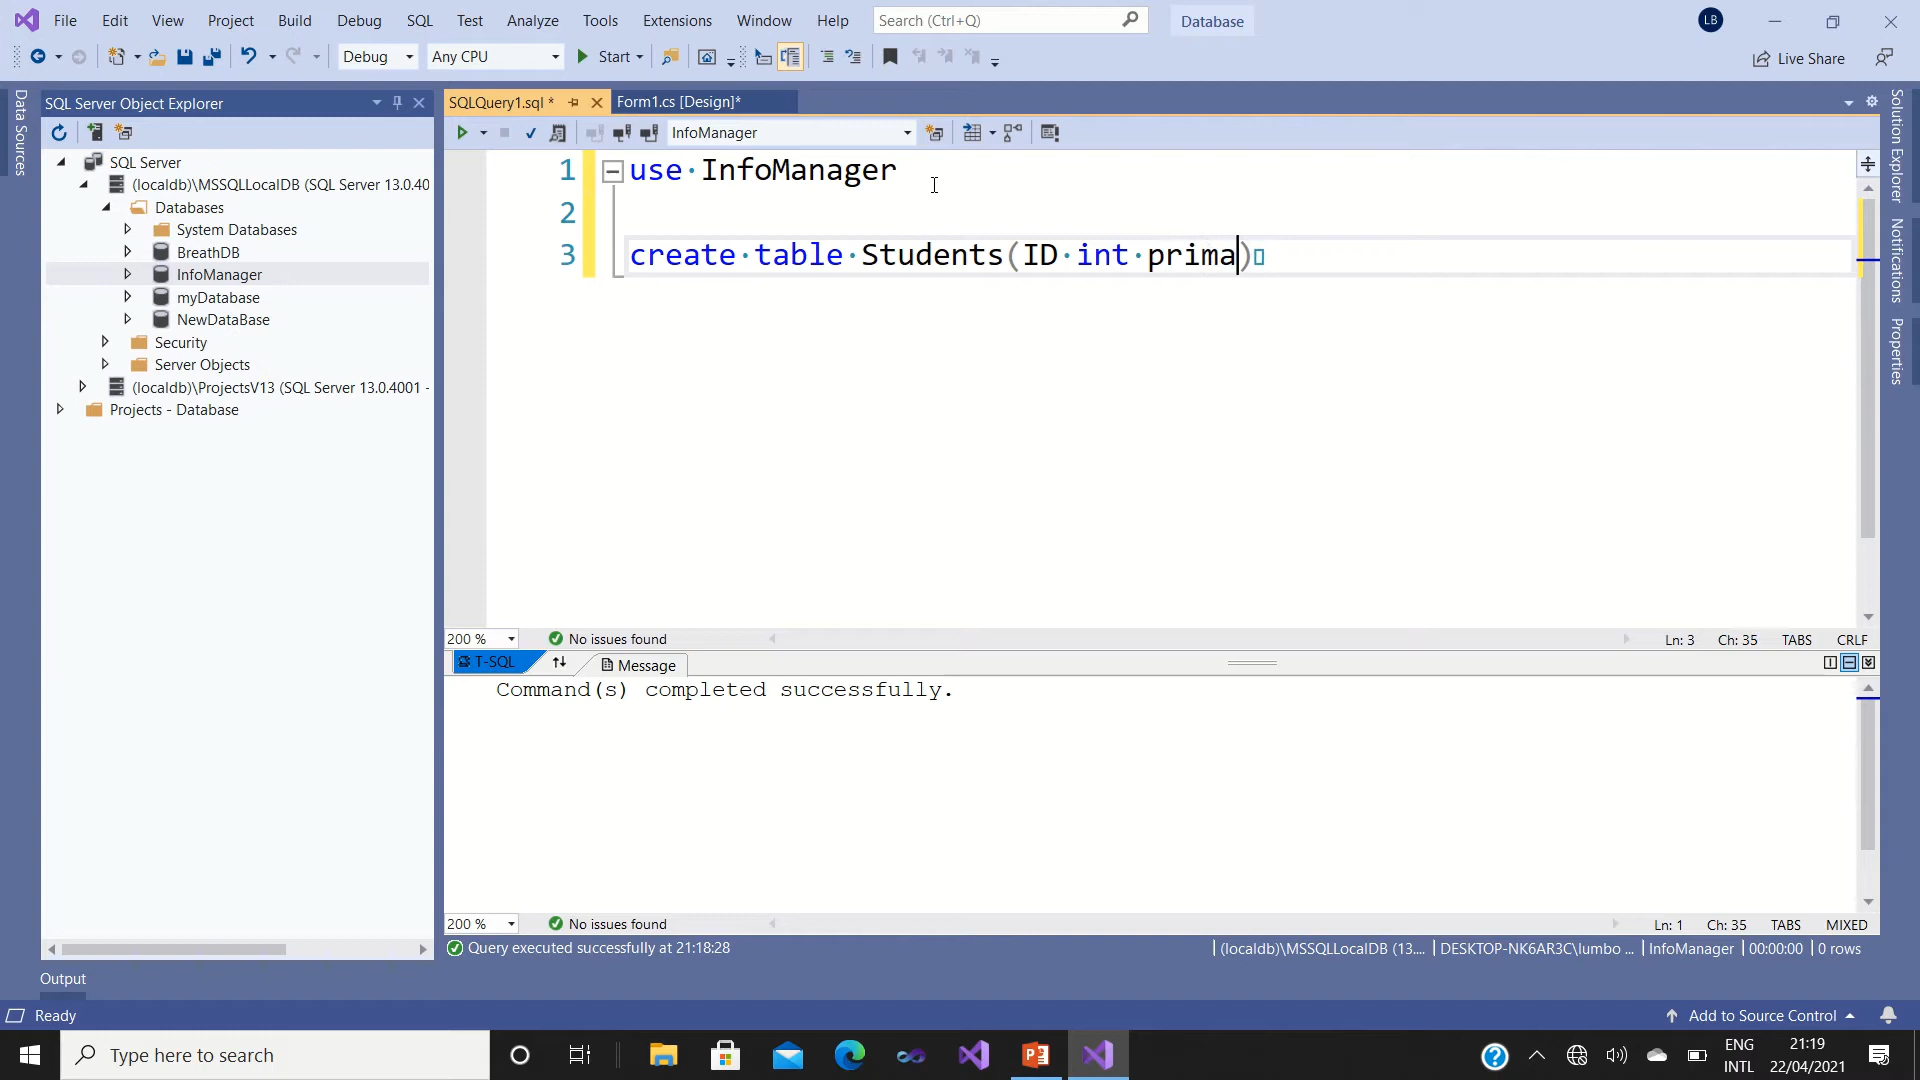 File Edit View Project Build Debug SQL Test Analyze Tools Extensions Window Help Search (Ctrl+Q) Database LB
Debug Any CPU Start Live Share
Data Sources
SQL Server Object Explorer
SQL Server
(localdb)\MSSQLLocalDB (SQL Server 13.0.40
Databases
System Databases
BreathDB
InfoManager
myDatabase
NewDataBase
Security
Server Objects
(localdb)\ProjectsV13 (SQL Server 13.0.4001 -
Projects - Database
SQLQuery1.sql * Form1.cs [Design]*
InfoManager
1 use InfoManager
2
3 create table Students(ID int prima)
200 % No issues found Ln: 3 Ch: 35 TABS CRLF
T-SQL Message
Command(s) completed successfully.
200 % No issues found Ln: 1 Ch: 35 TABS MIXED
Query executed successfully at 21:18:28 (localdb)\MSSQLLocalDB (13.... DESKTOP-NK6AR3C\lumbo ... InfoManager 00:00:00 0 rows
Solution Explorer
Notifications
Properties
Output
Ready Add to Source Control
Type here to search
ENG
INTL
21:19
22/04/2021